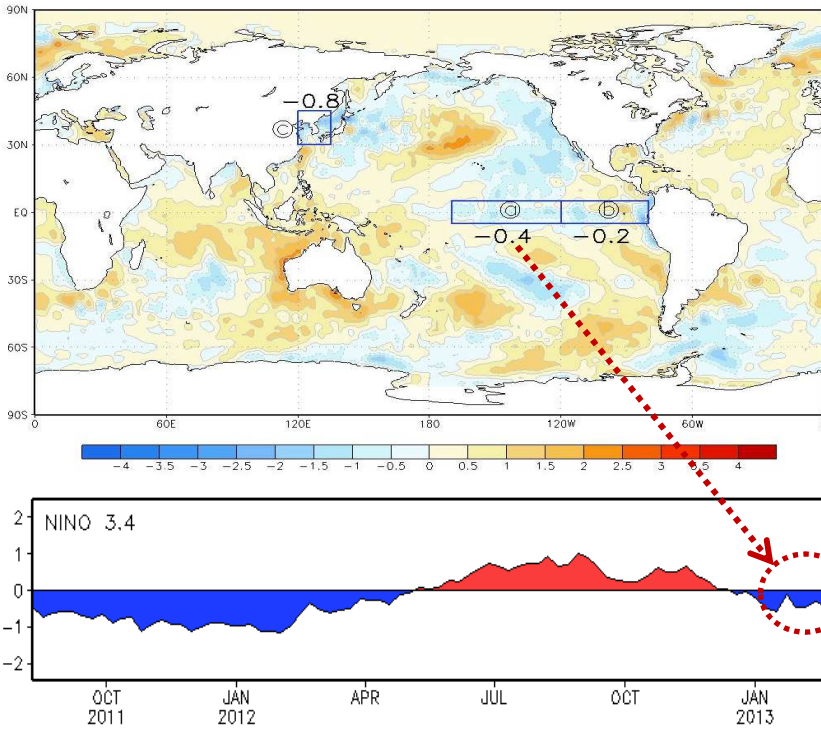 90N
60N
−0.8
ⓒ
30N
EQ
ⓐ
ⓑ
−0.4
−0.2
30S
60S
90S
0
60E
120E
180
120W
60W
−4
−3.5
−3
−2.5
−2
−1.5
−1
−0.5
0
0.5
1
1.5
2
2.5
3
3.5
4
2
NINO 3.4
1
0
−1
−2
OCT
2011
JAN
2012
APR
JUL
OCT
JAN
2013